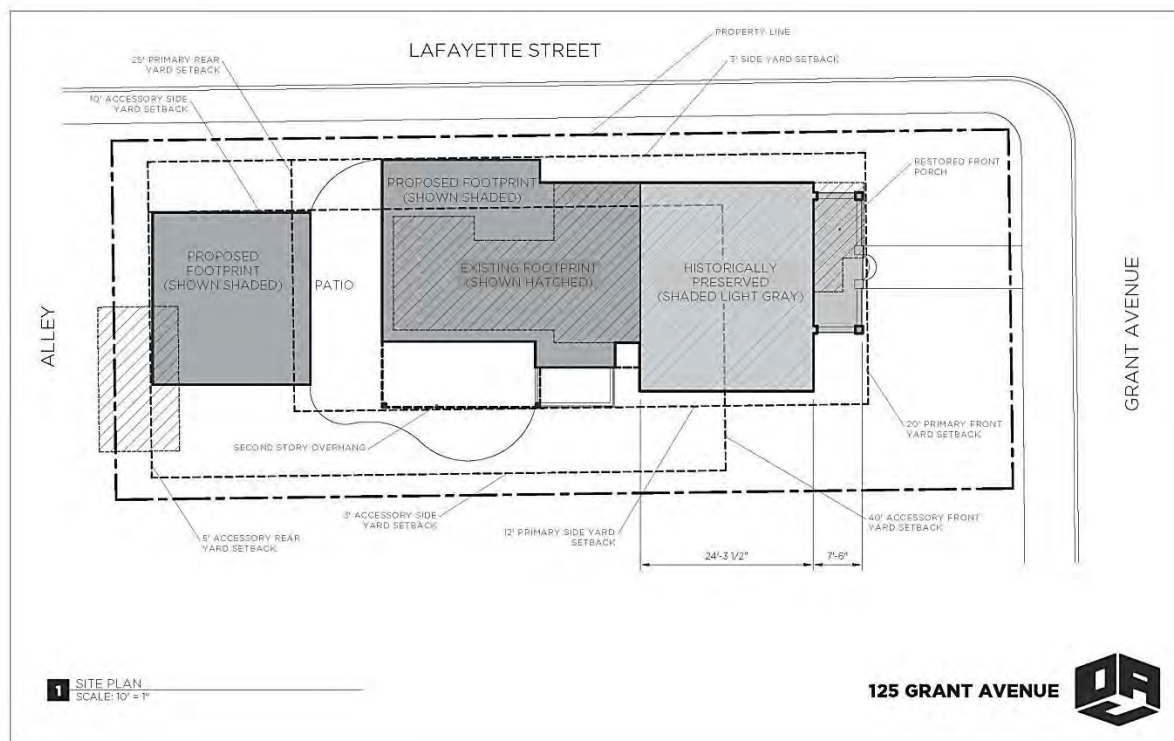 LAFAYETTE STREET
PROPERTY LINE
25' PRIMARY REAR
YARD SETBACK
3' SIDE YARD SETBACK
10' ACCESSORY SIDE
YARD SETBACK
RESTORED FRONT
PORCH
PROPOSED FOOTPRINT
(SHOWN SHADED)
PROPOSED
FOOTPRINT
(SHOWN SHADED)
PATIO
EXISTING FOOTPRINT
(SHOWN HATCHED)
HISTORICALLY
PRESERVED
(SHADED LIGHT GRAY)
ALLEY
GRANT AVENUE
SECOND STORY OVERHANG
20' PRIMARY FRONT
YARD SETBACK
3' ACCESSORY SIDE
YARD SETBACK
12' PRIMARY SIDE YARD
SETBACK
40' ACCESSORY FRONT
YARD SETBACK
5' ACCESSORY REAR
YARD SETBACK
24'-3 1/2"
7'-6"
1 SITE PLAN
SCALE: 10' = 1"
125 GRANT AVENUE
DAJ